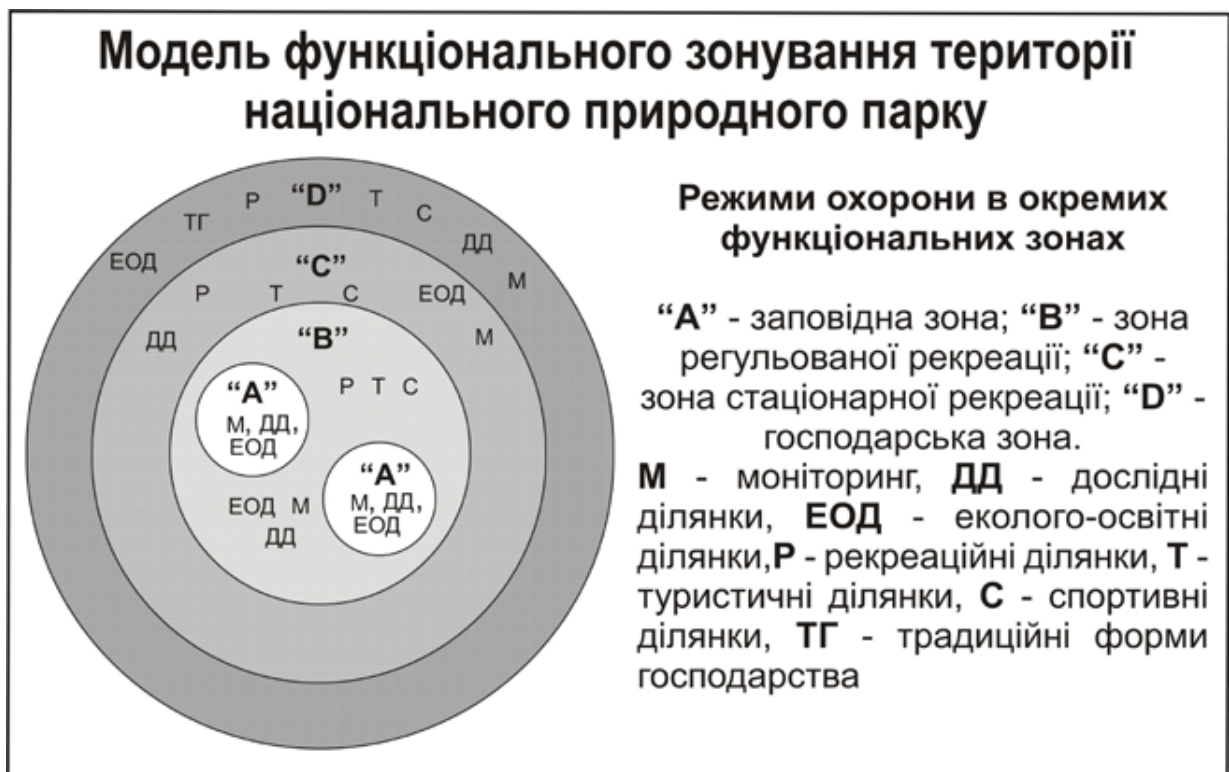 Модель функціонального зонування території
національного природного парку
“D”
Р
Т
ТГ
С
ЕОД
ДД
М
“C”
Р
Т
С
ЕОД
ДД
М
“B”
Р Т С
“A”
М, ДД,
ЕОД
“A”
М, ДД,
ЕОД
ЕОД М
ДД
Режими охорони в окремих
функціональних зонах
“A” - заповідна зона; “B” - зона
регульованої рекреації; “C” -
зона стаціонарної рекреації; “D” -
господарська зона.
М - моніторинг, ДД - дослідні
ділянки, ЕОД - еколого-освітні
ділянки,Р - рекреаційні ділянки, Т -
туристичні ділянки, С - спортивні
ділянки, ТГ - традиційні форми
господарства